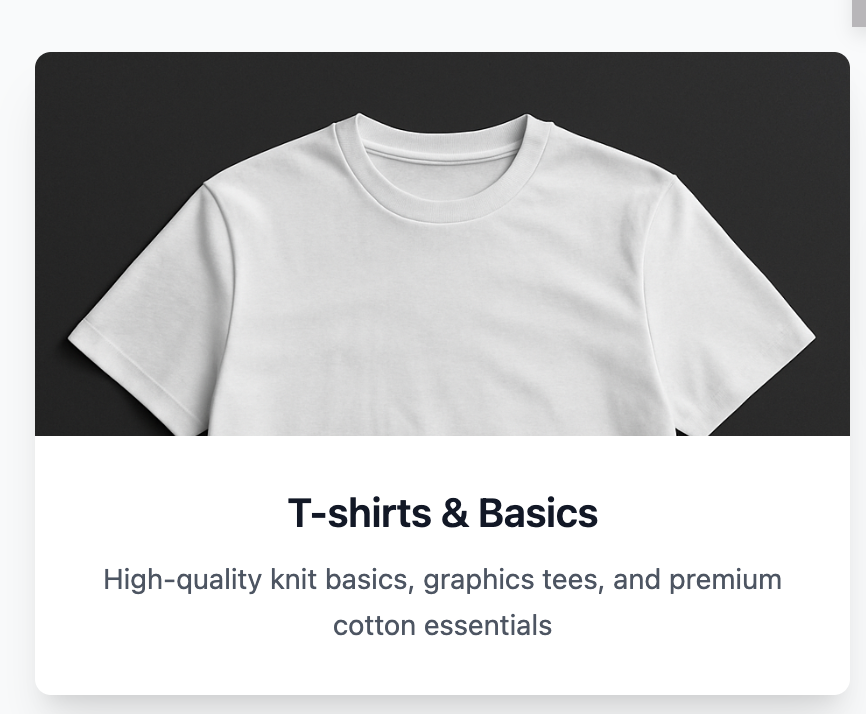 T-shirts & Basics
High-quality knit basics, graphics tees, and premium
cotton essentials